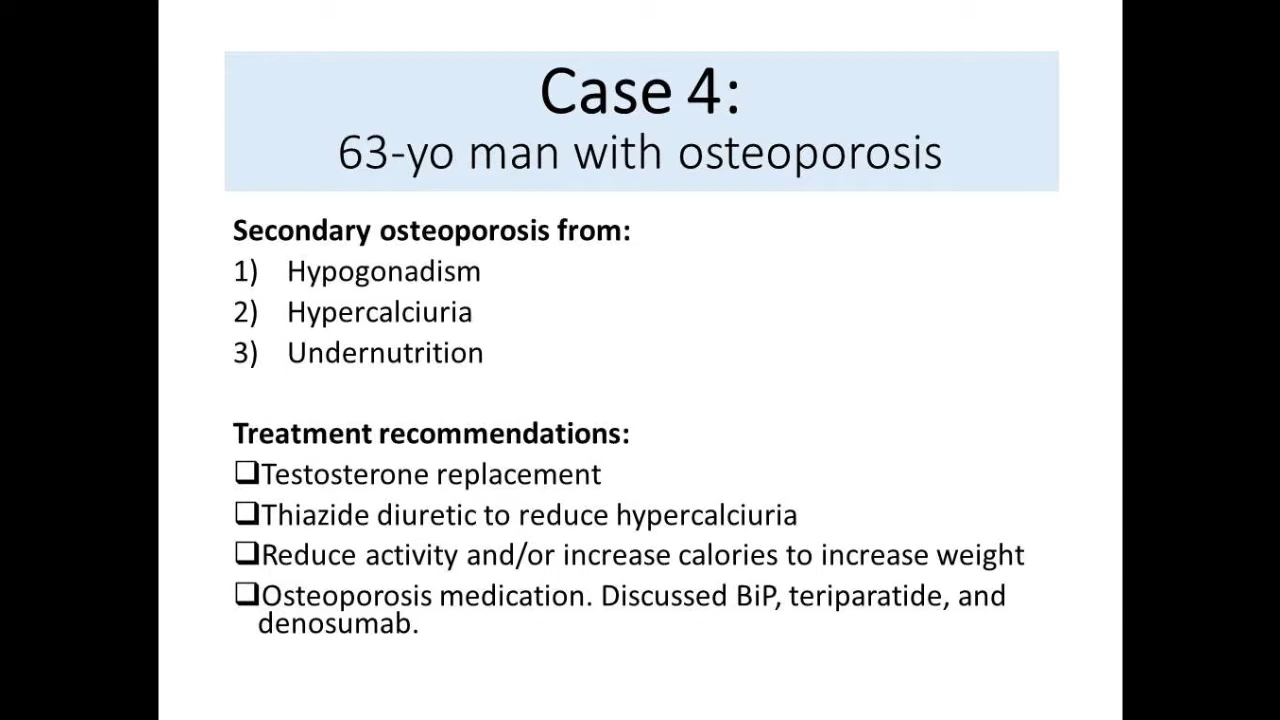 Case 4:
63-yo man with osteoporosis
Secondary osteoporosis from:
1) Hypogonadism
2) Hypercalciuria
3) Undernutrition
Treatment recommendations:
❑Testosterone replacement
❑Thiazide diuretic to reduce hypercalciuria
❑Reduce activity and/or increase calories to increase weight
❑Osteoporosis medication. Discussed BiP, teriparatide, and
denosumab.